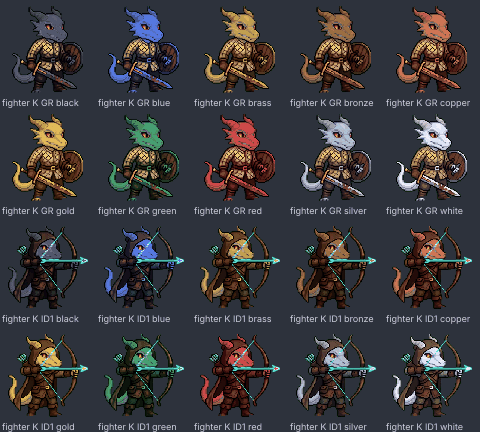 fighter K GR black
fighter K GR blue
fighter K GR brass
fighter K GR bronze
fighter K GR copper
fighter K GR gold
fighter K GR green
fighter K GR red
fighter K GR silver
fighter K GR white
fighter K ID1 black
fighter K ID1 blue
fighter K ID1 brass
fighter K ID1 bronze
fighter K ID1 copper
fighter K ID1 gold
fighter K ID1 green
fighter K ID1 red
fighter K ID1 silver
fighter K ID1 white